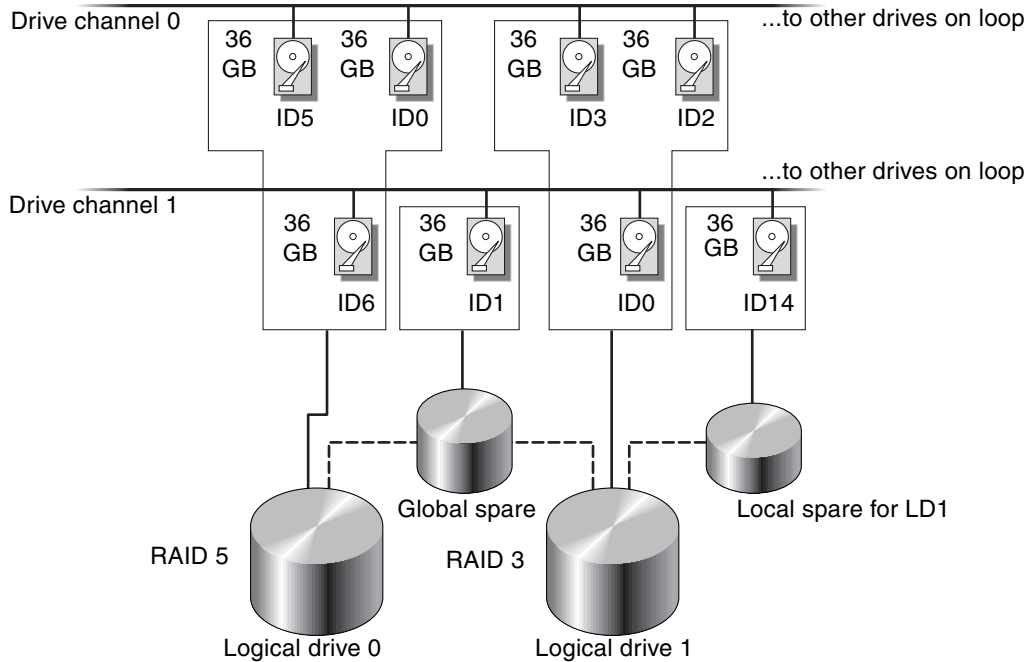 Drive channel 0
...to other drives on loop
36
GB
36
GB
36
GB
36
GB
ID5
ID0
ID3
ID2
...to other drives on loop
Drive channel 1
36
GB
36
GB
36
GB
36
GB
ID6
ID1
ID0
ID14
Global spare
Local spare for LD1
RAID 5
RAID 3
Logical drive 0
Logical drive 1